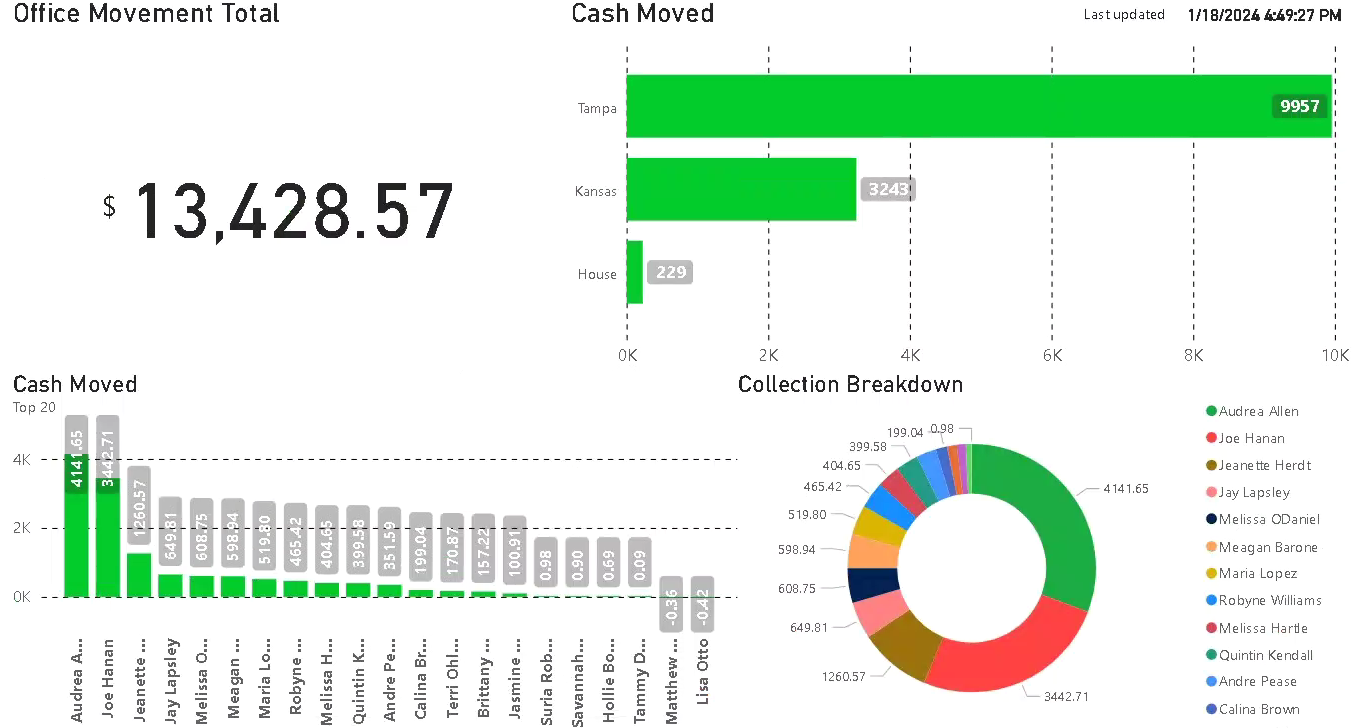 Office Movement Total
$ 13,428.57
Cash Moved
Last updated 1/18/2024 4:49:27 PM
Tampa 9957
Kansas 3243
House 229
0K 2K 4K 6K 8K 10K
Cash Moved
Top 20
4K
2K
0K
4141.65 3442.71 1260.57 649.81 608.75 598.94 519.80 465.42 404.65 399.58 351.59 199.04 170.87 157.22 100.91 0.98 0.90 0.69 0.09 -0.36 -0.42
Audrea A...
Joe Hanan
Jeanette ...
Jay Lapsley
Melissa O...
Meagan ...
Maria Lo...
Robyne ...
Melissa H...
Quintin K...
Andre Pe...
Calina Br...
Terri Ohl...
Brittany ...
Jasmine ...
Suria Rob...
Savannah...
Hollie Bo...
Tammy D...
Matthew ...
Lisa Otto
Collection Breakdown
0.98
199.04
399.58
404.65
465.42
519.80
598.94
608.75
649.81
1260.57
3442.71
4141.65
Audrea Allen
Joe Hanan
Jeanette Herdt
Jay Lapsley
Melissa ODaniel
Meagan Barone
Maria Lopez
Robyne Williams
Melissa Hartle
Quintin Kendall
Andre Pease
Calina Brown